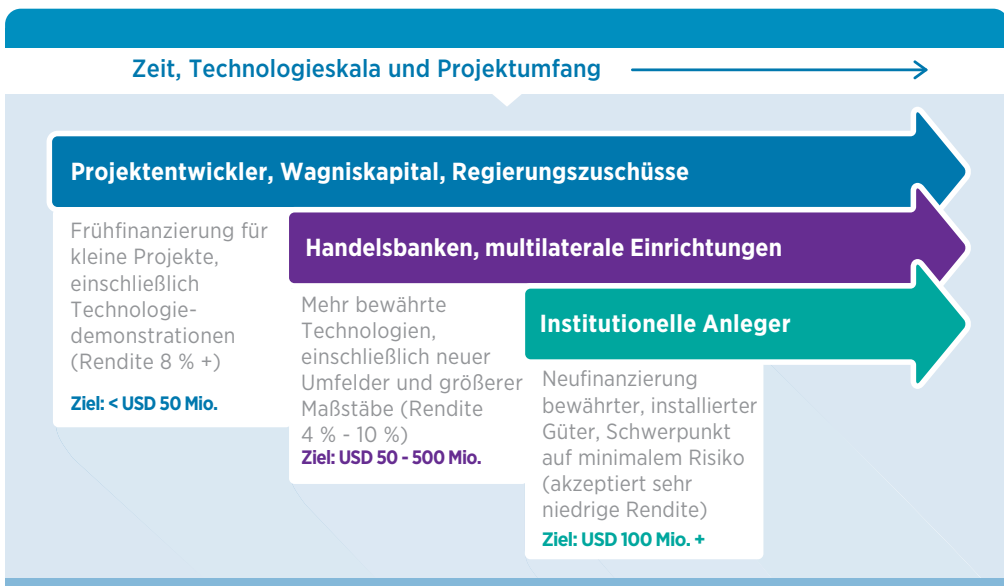 Zeit, Technologieskala und Projektumfang
Projektentwickler, Wagniskapital, Regierungszuschüsse
Frühfinanzierung für
kleine Projekte,
einschließlich
Technologie-
demonstrationen
(Rendite 8 % +)
Ziel: < USD 50 Mio.
Handelsbanken, multilaterale Einrichtungen
Mehr bewährte
Technologien,
einschließlich neuer
Umfelder und größerer
Maßstäbe (Rendite
4 % - 10 %)
Ziel: USD 50 - 500 Mio.
Institutionelle Anleger
Neufinanzierung
bewährter, installierter
Güter, Schwerpunkt
auf minimalem Risiko
(akzeptiert sehr
niedrige Rendite)
Ziel: USD 100 Mio. +